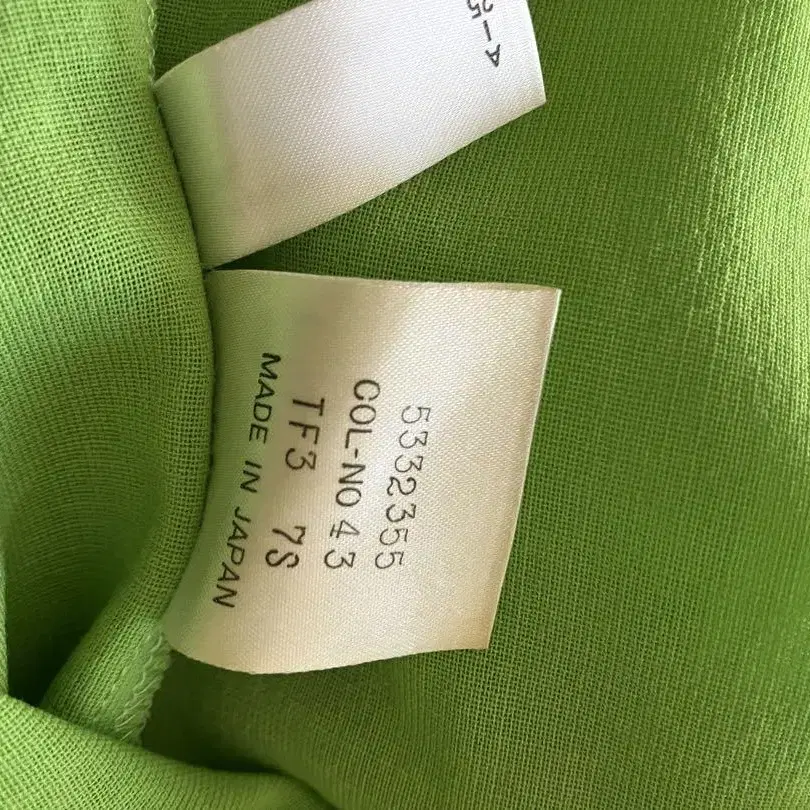 5332355
COL-NO 43
TF3 7S
MADE IN JAPAN